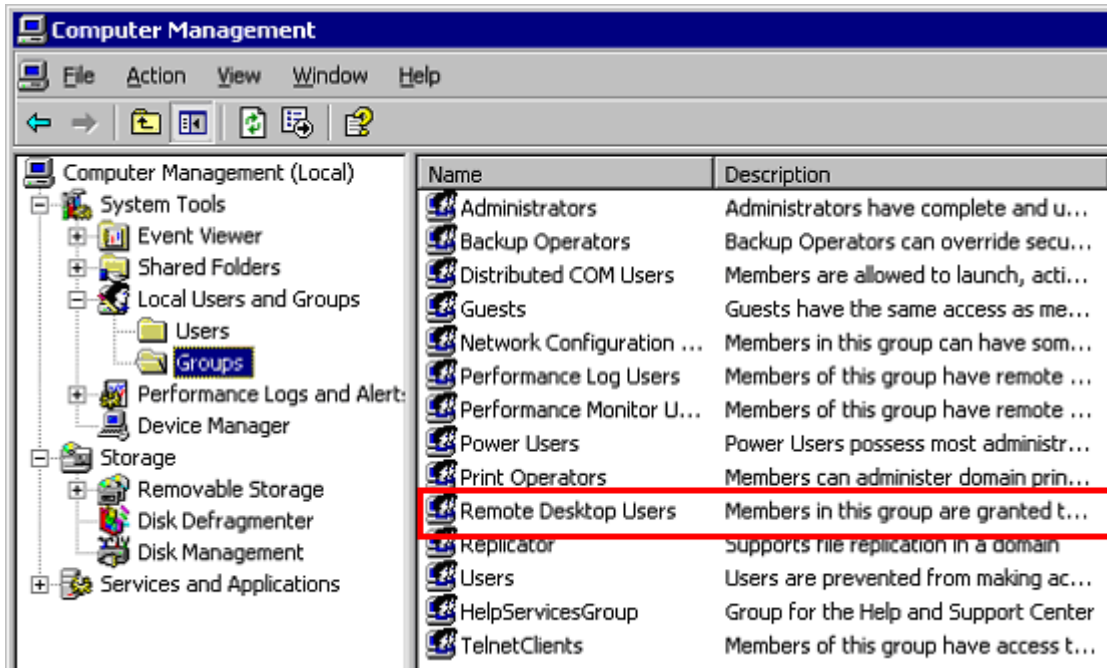 Computer Management
File Action View Window Help
Computer Management (Local)
System Tools
Event Viewer
Shared Folders
Local Users and Groups
Users
Groups
Performance Logs and Alert:
Device Manager
Storage
Removable Storage
Disk Defragmenter
Disk Management
Services and Applications
Name Description
Administrators Administrators have complete and u...
Backup Operators Backup Operators can override secu...
Distributed COM Users Members are allowed to launch, acti...
Guests Guests have the same access as me...
Network Configuration ... Members in this group can have som...
Performance Log Users Members of this group have remote ...
Performance Monitor U... Members of this group have remote ...
Power Users Power Users possess most administr...
Print Operators Members can administer domain prin...
Remote Desktop Users Members in this group are granted t...
Replicator Supports file replication in a domain
Users Users are prevented from making ac...
HelpServicesGroup Group for the Help and Support Center
TelnetClients Members of this group have access t...